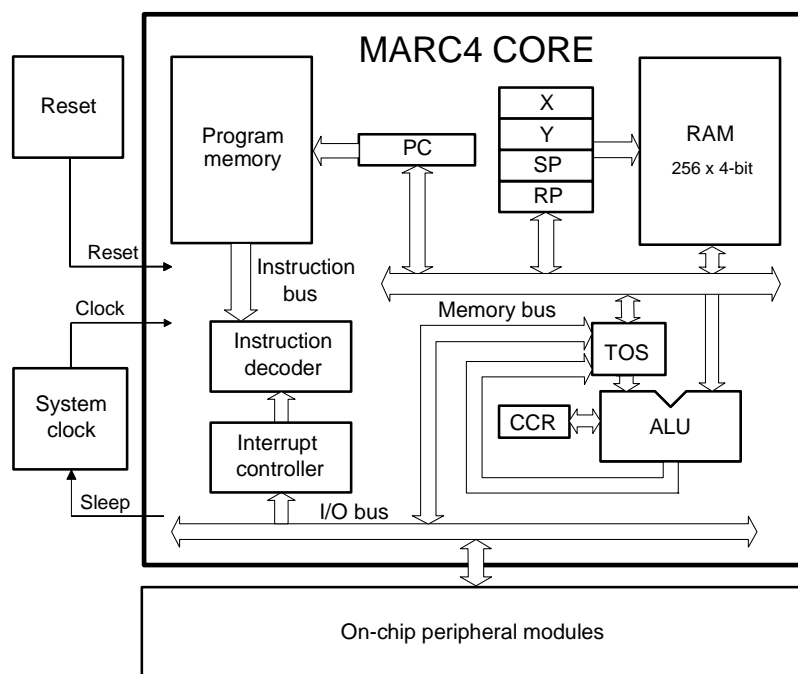 MARC4 CORE
Reset
Program
memory
PC
X
Y
SP
RP
RAM
256 x 4-bit
Reset
Instruction
bus
Clock
Memory bus
Instruction
decoder
TOS
System
clock
CCR
ALU
Interrupt
controller
Sleep
I/O bus
On-chip peripheral modules